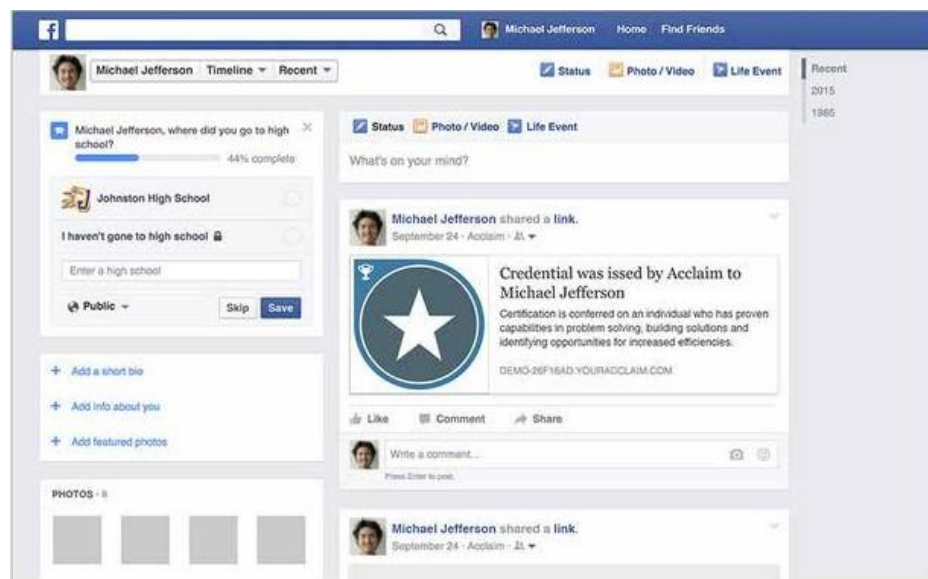 f
Michael Jefferson Home Find Friends
Michael Jefferson Timeline Recent
Status Photo / Video Life Event
Recent
2015
1985
Michael Jefferson, where did you go to high
school?
44% complete
Johnston High School
I haven't gone to high school
Enter a high school
Public
Skip Save
+ Add a short bio
+ Add info about you
+ Add featured photos
PHOTOS · 8
Status Photo / Video Life Event
What's on your mind?
Michael Jefferson shared a link.
September 24 · Acclaim ·
Credential was issed by Acclaim to
Michael Jefferson
Certification is conferred on an individual who has proven
capabilities in problem solving, building solutions and
identifying opportunities for increased efficiencies.
DEMO-26F16AD.YOURACCLAIM.COM
Like Comment Share
Write a comment...
Press Enter to post.
Michael Jefferson shared a link.
September 24 · Acclaim ·